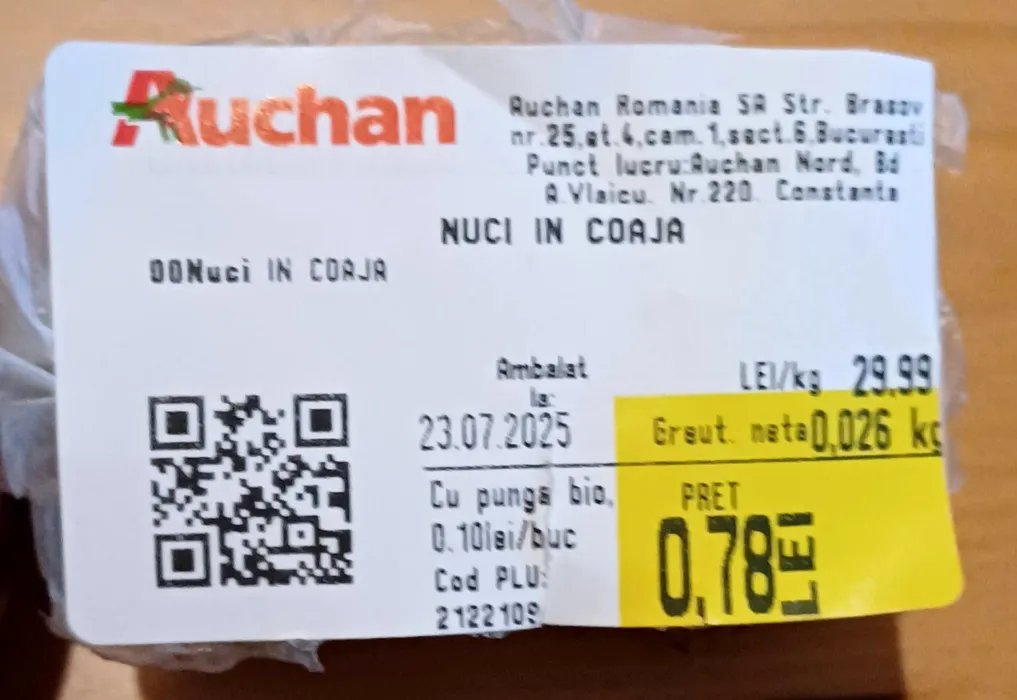 Auchan
Auchan Romania SA Str. Brasov
nr.25,et.4,cam.1,sect.6,Bucuresti
Punct lucru:Auchan Nord, Bd
A.Vlaicu. Nr.220. Constanta
NUCI IN COAJA
00Nuci IN COAJA
Ambalat
la:
23.07.2025
LEI/kg 29.99
Greut. neta 0,026 kg
Cu punga bio,
0.10lei/buc
Cod PLU:
2122109
PRET
0,78 LEI